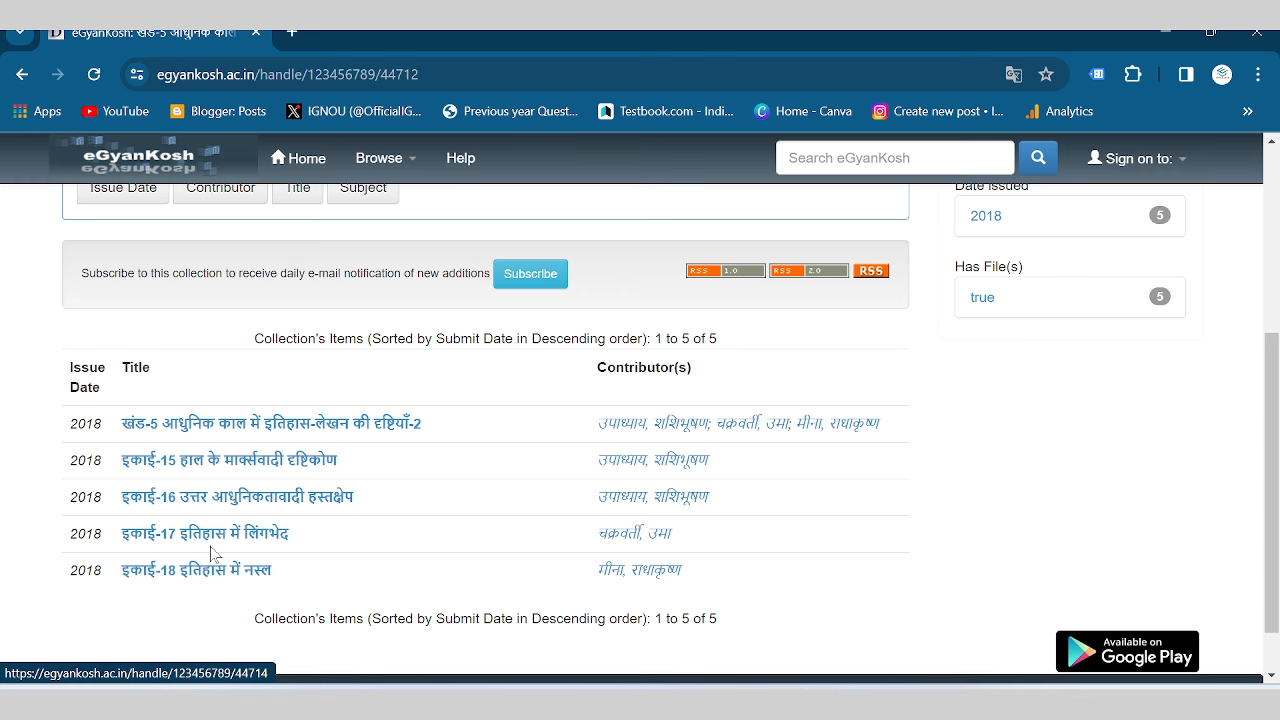 eGyanKosh: खंड-5 आधुनिक काल
egyankosh.ac.in/handle/123456789/44712
Apps YouTube Blogger: Posts IGNOU (@OfficialIG... Previous year Quest... Testbook.com - Indi... Home - Canva Create new post • I... Analytics »
eGyanKosh Home Browse Help Search eGyanKosh Sign on to:
Issue Date Contributor Title Subject
Date issued
2018 5
Has File(s)
true 5
Subscribe to this collection to receive daily e-mail notification of new additions Subscribe RSS 1.0 RSS 2.0 RSS
Collection's Items (Sorted by Submit Date in Descending order): 1 to 5 of 5
Issue Date Title Contributor(s)
2018 खंड-5 आधुनिक काल में इतिहास-लेखन की दृष्टियाँ-2 उपाध्याय, शशिभूषण; चक्रवर्ती, उमा; मीना, राधाकृष्ण
2018 इकाई-15 हाल के मार्क्सवादी दृष्टिकोण उपाध्याय, शशिभूषण
2018 इकाई-16 उत्तर आधुनिकतावादी हस्तक्षेप उपाध्याय, शशिभूषण
2018 इकाई-17 इतिहास में लिंगभेद चक्रवर्ती, उमा
2018 इकाई-18 इतिहास में नस्ल मीना, राधाकृष्ण
Collection's Items (Sorted by Submit Date in Descending order): 1 to 5 of 5
Available on
Google Play
https://egyankosh.ac.in/handle/123456789/44714